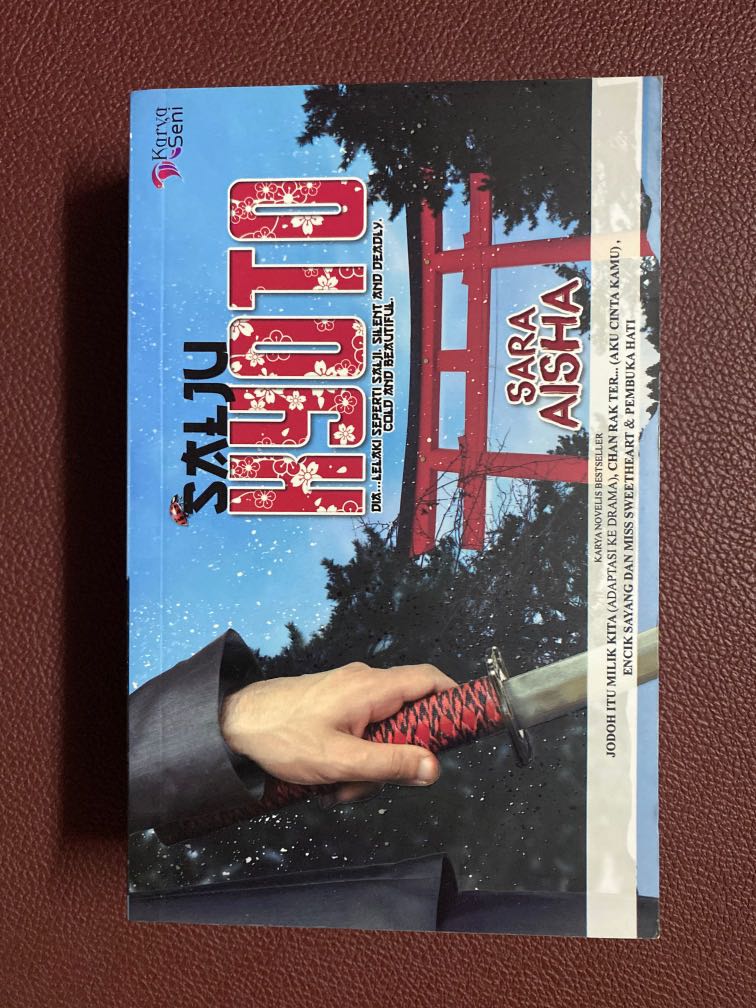 Karya
Seni
SALJU
KYOTO
DIA...LELAKI SEPERTI SALJI. SILENT AND DEADLY.
COLD AND BEAUTIFUL.
SARA
AISHA
KARYA NOVELIS BESTSELLER
JODOH ITU MILIK KITA (ADAPTASI KE DRAMA), CHAN RAK TER... (AKU CINTA KAMU) ,
ENCIK SAYANG DAN MISS SWEETHEART & PEMBUKA HATI